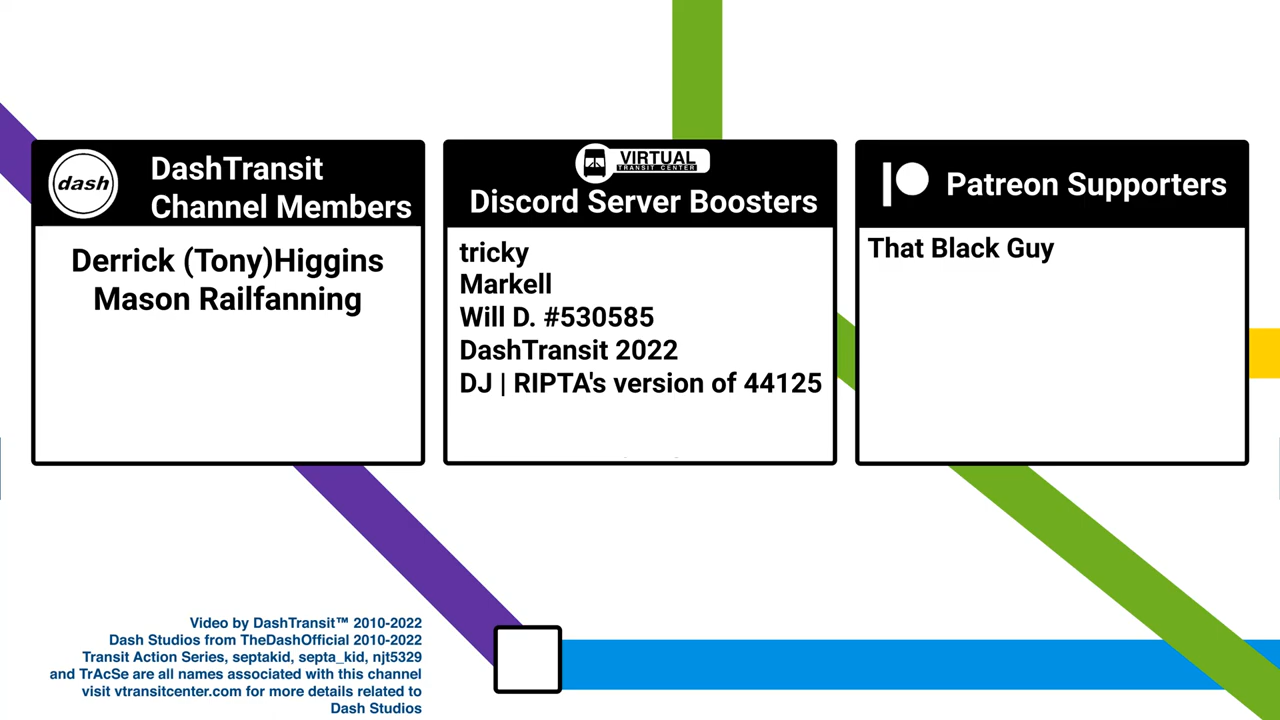 dash
DashTransit
Channel Members
Derrick (Tony)Higgins
Mason Railfanning
VIRTUAL
TRANSIT CENTER
Discord Server Boosters
tricky
Markell
Will D. #530585
DashTransit 2022
DJ | RIPTA's version of 44125
Patreon Supporters
That Black Guy
Video by DashTransit™ 2010-2022
Dash Studios from TheDashOfficial 2010-2022
Transit Action Series, septakid, septa_kid, njt5329
and TrAcSe are all names associated with this channel
visit vtransitcenter.com for more details related to
Dash Studios